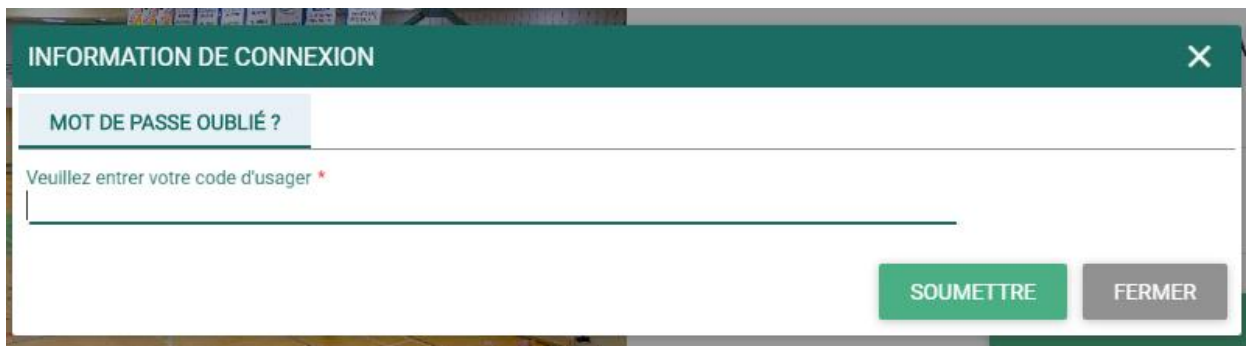 INFORMATION DE CONNEXION
MOT DE PASSE OUBLIÉ ?
Veuillez entrer votre code d'usager *
SOUMETTRE
FERMER